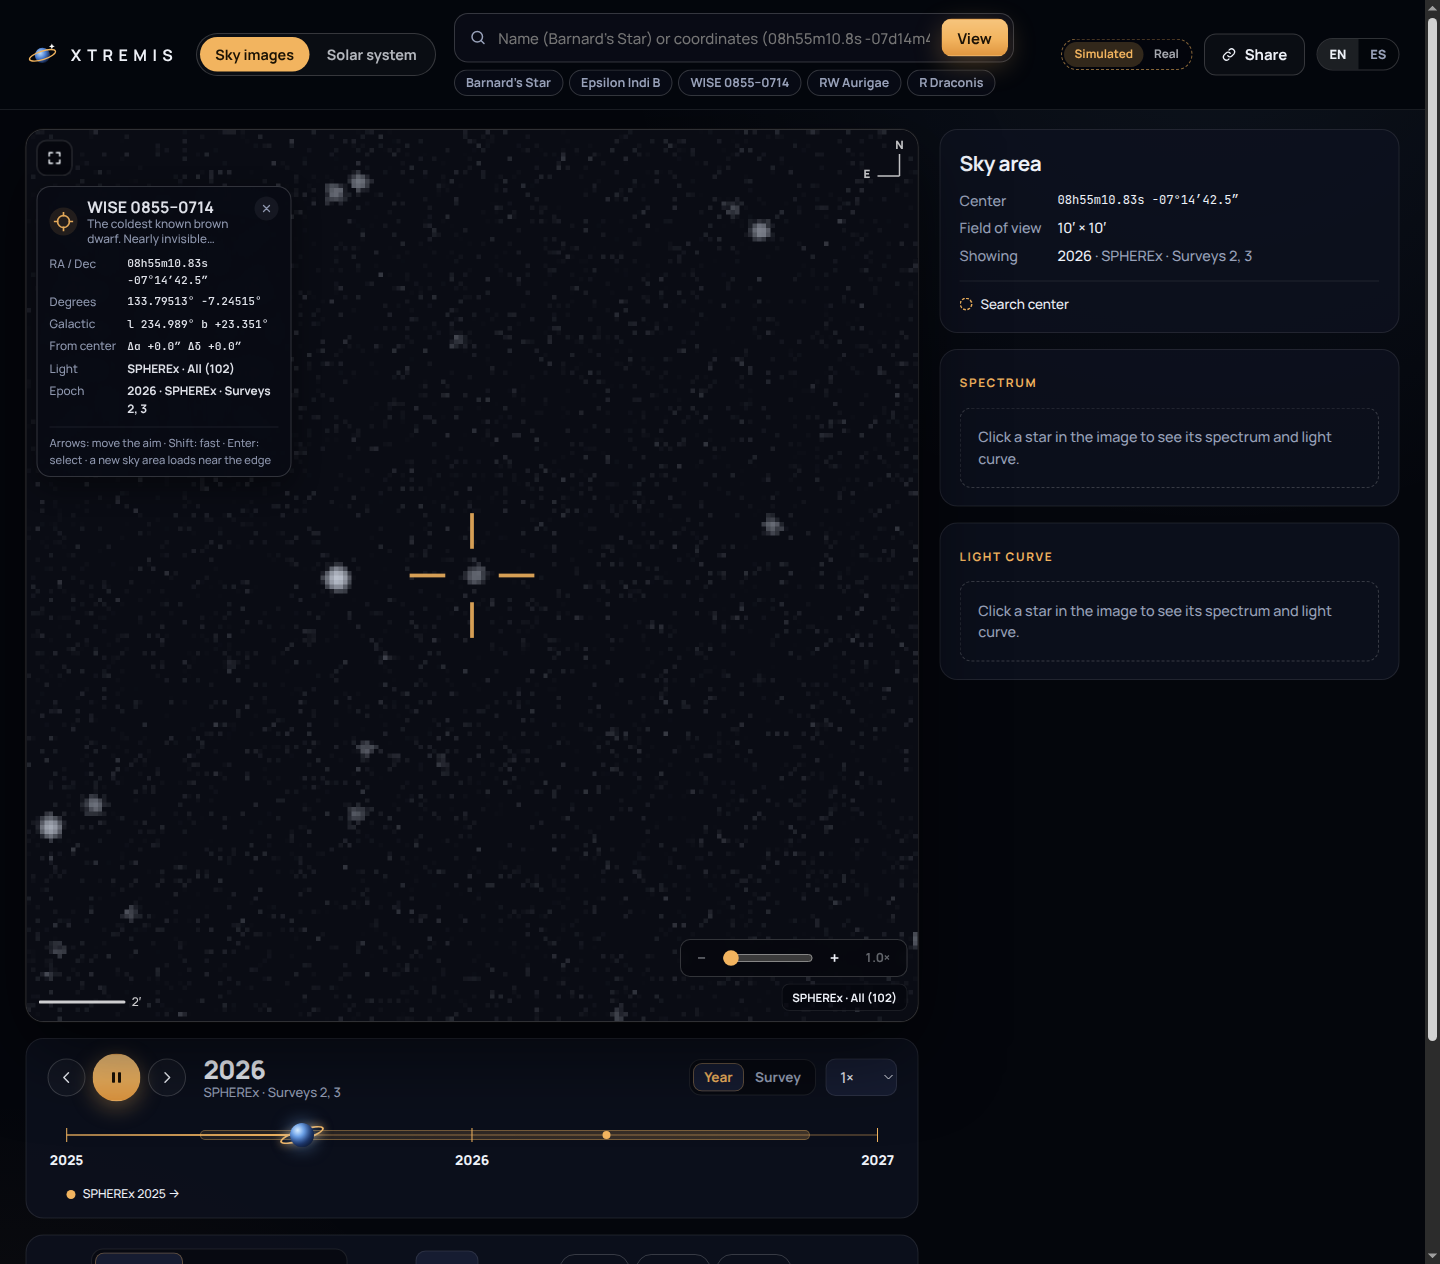 XTREMIS
Sky images
Solar system
Name (Barnard's Star) or coordinates (08h55m10.8s -07d14m4
View
Barnard's Star
Epsilon Indi B
WISE 0855−0714
RW Aurigae
R Draconis
Simulated
Real
Share
EN
ES
N
E
WISE 0855−0714
The coldest known brown
dwarf. Nearly invisible…
RA / Dec
08h55m10.83s
-07°14′42.5″
Degrees
133.79513° -7.24515°
Galactic
l 234.989° b +23.351°
From center
Δα +0.0″ Δδ +0.0″
Light
SPHEREx · All (102)
Epoch
2026 · SPHEREx · Surveys
2, 3
Arrows: move the aim · Shift: fast · Enter:
select · a new sky area loads near the edge
− + 1.0×
SPHEREx · All (102)
2′
Sky area
Center
08h55m10.83s -07°14′42.5″
Field of view
10′ × 10′
Showing
2026 · SPHEREx · Surveys 2, 3
Search center
SPECTRUM
Click a star in the image to see its spectrum and light
curve.
LIGHT CURVE
Click a star in the image to see its spectrum and light
curve.
2026
SPHEREx · Surveys 2, 3
Year
Survey
1×
2025
2026
2027
SPHEREx 2025 →